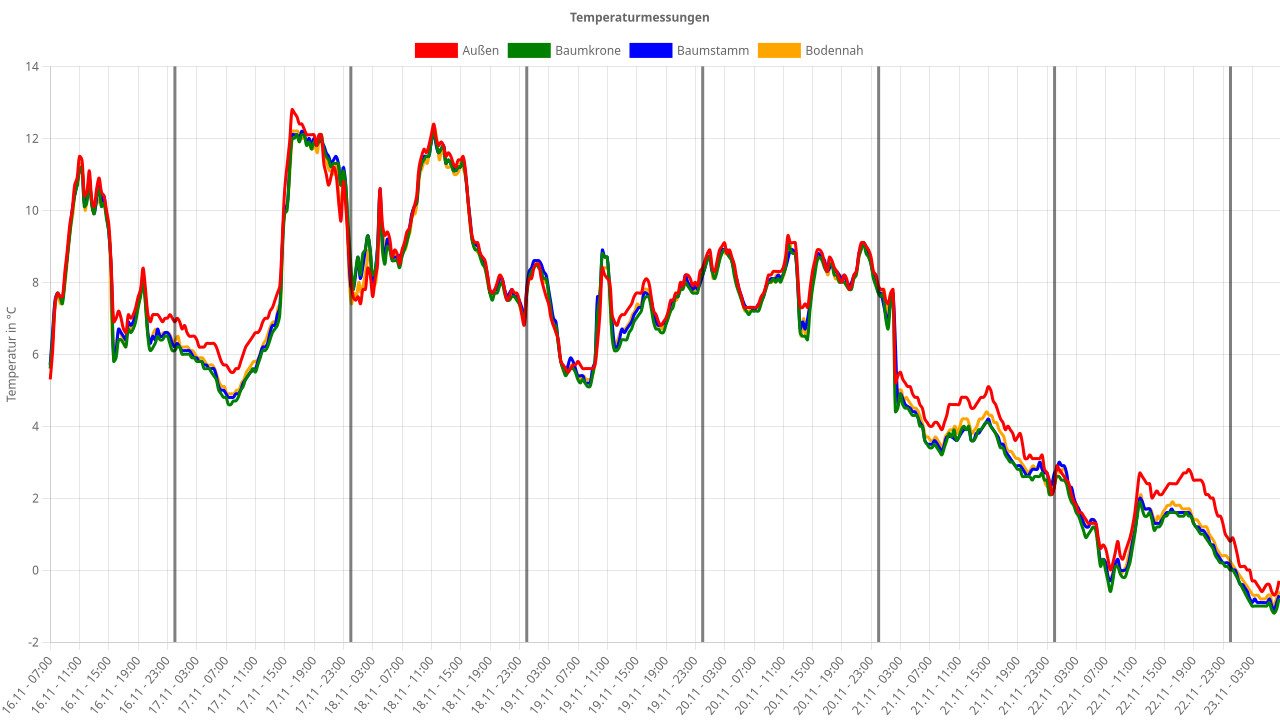 Temperaturmessungen
Außen Baumkrone Baumstamm Bodennah
Temperatur in °C
14
12
10
8
6
4
2
0
-2
16.11 - 07:00
16.11 - 11:00
16.11 - 15:00
16.11 - 19:00
16.11 - 23:00
17.11 - 03:00
17.11 - 07:00
17.11 - 11:00
17.11 - 15:00
17.11 - 19:00
17.11 - 23:00
18.11 - 03:00
18.11 - 07:00
18.11 - 11:00
18.11 - 15:00
18.11 - 19:00
18.11 - 23:00
19.11 - 03:00
19.11 - 07:00
19.11 - 11:00
19.11 - 15:00
19.11 - 19:00
19.11 - 23:00
20.11 - 03:00
20.11 - 07:00
20.11 - 11:00
20.11 - 15:00
20.11 - 19:00
20.11 - 23:00
21.11 - 03:00
21.11 - 07:00
21.11 - 11:00
21.11 - 15:00
21.11 - 19:00
21.11 - 23:00
22.11 - 03:00
22.11 - 07:00
22.11 - 11:00
22.11 - 15:00
22.11 - 19:00
22.11 - 23:00
23.11 - 03:00